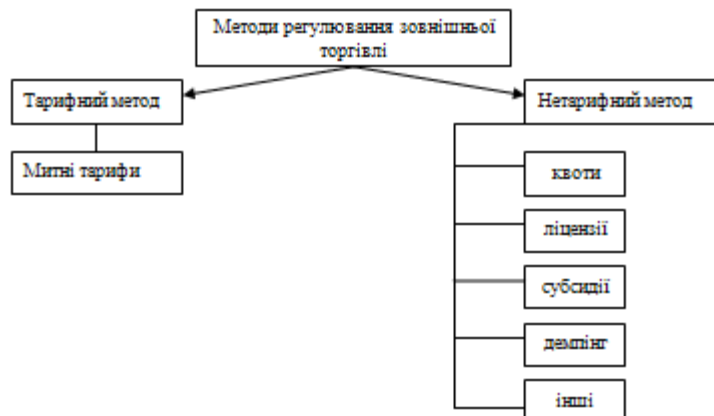 Методи регулювання зовнішньої
торгівлі
Тарифний метод
Нетарифний метод
Митні тарифи
квоти
ліцензії
субсидії
демпінг
інші